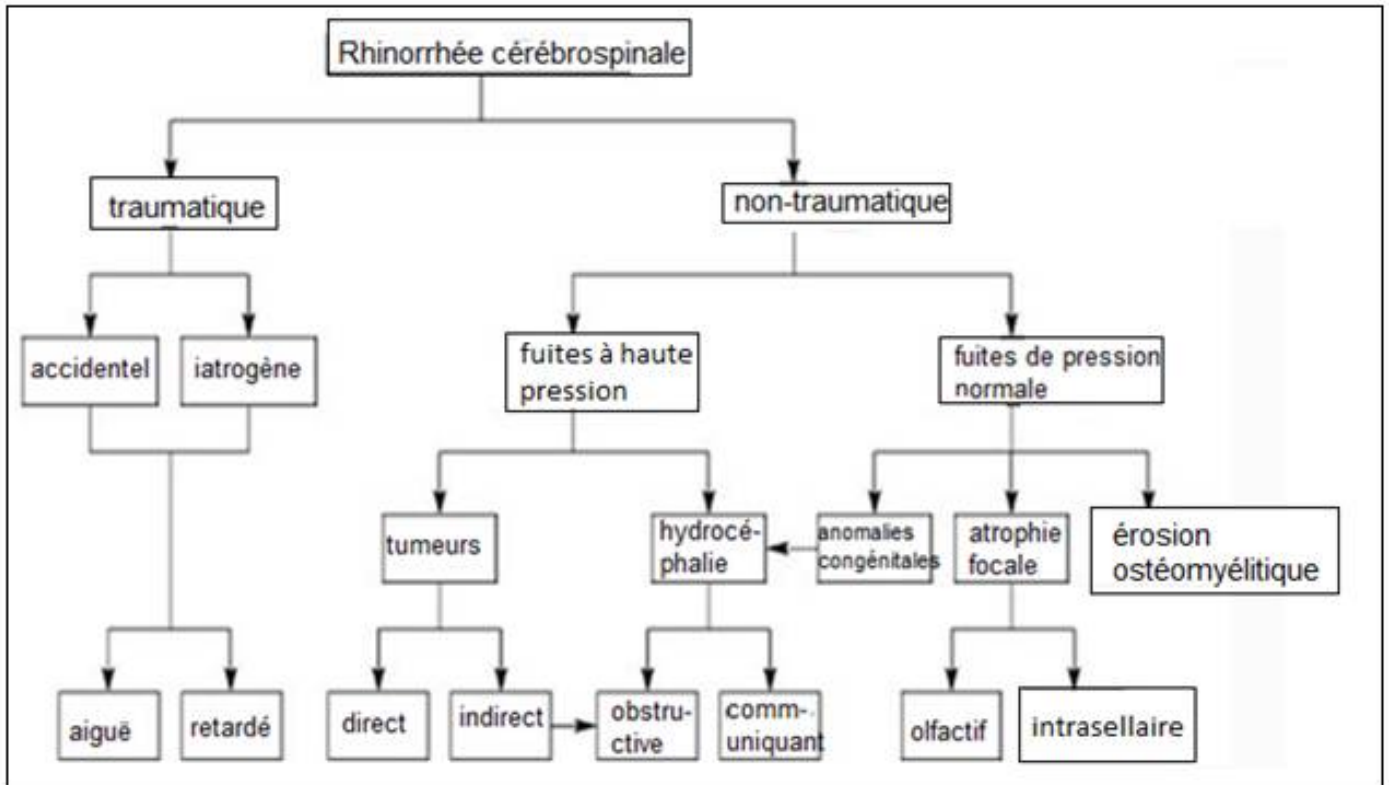 Rhinorrhée cérébrospinale
traumatique
non-traumatique
accidentel
iatrogène
fuites à haute
pression
fuites de pression
normale
tumeurs
hydrocé-
phalie
anomalies
congénitales
atrophie
focale
érosion
ostéomyélitique
aiguë
retardé
direct
indirect
obstru-
ctive
comm-
uniquant
olfactif
intrasellaire